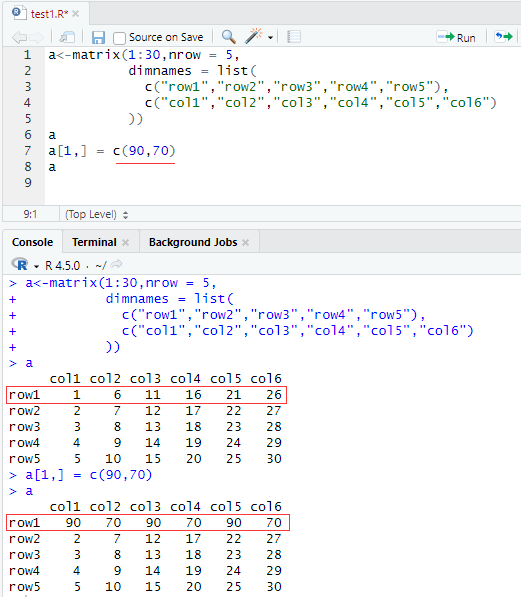 test1.R*
Source on Save Run
1 a<-matrix(1:30,nrow = 5,
2           dimnames = list(
3             c("row1","row2","row3","row4","row5"),
4             c("col1","col2","col3","col4","col5","col6")
5           ))
6 a
7 a[1,] = c(90,70)
8 a
9
9:1 (Top Level)
Console Terminal Background Jobs
R 4.5.0 · ~/
> a<-matrix(1:30,nrow = 5,
+           dimnames = list(
+             c("row1","row2","row3","row4","row5"),
+             c("col1","col2","col3","col4","col5","col6")
+           ))
> a
     col1 col2 col3 col4 col5 col6
row1    1    6   11   16   21   26
row2    2    7   12   17   22   27
row3    3    8   13   18   23   28
row4    4    9   14   19   24   29
row5    5   10   15   20   25   30
> a[1,] = c(90,70)
> a
     col1 col2 col3 col4 col5 col6
row1   90   70   90   70   90   70
row2    2    7   12   17   22   27
row3    3    8   13   18   23   28
row4    4    9   14   19   24   29
row5    5   10   15   20   25   30